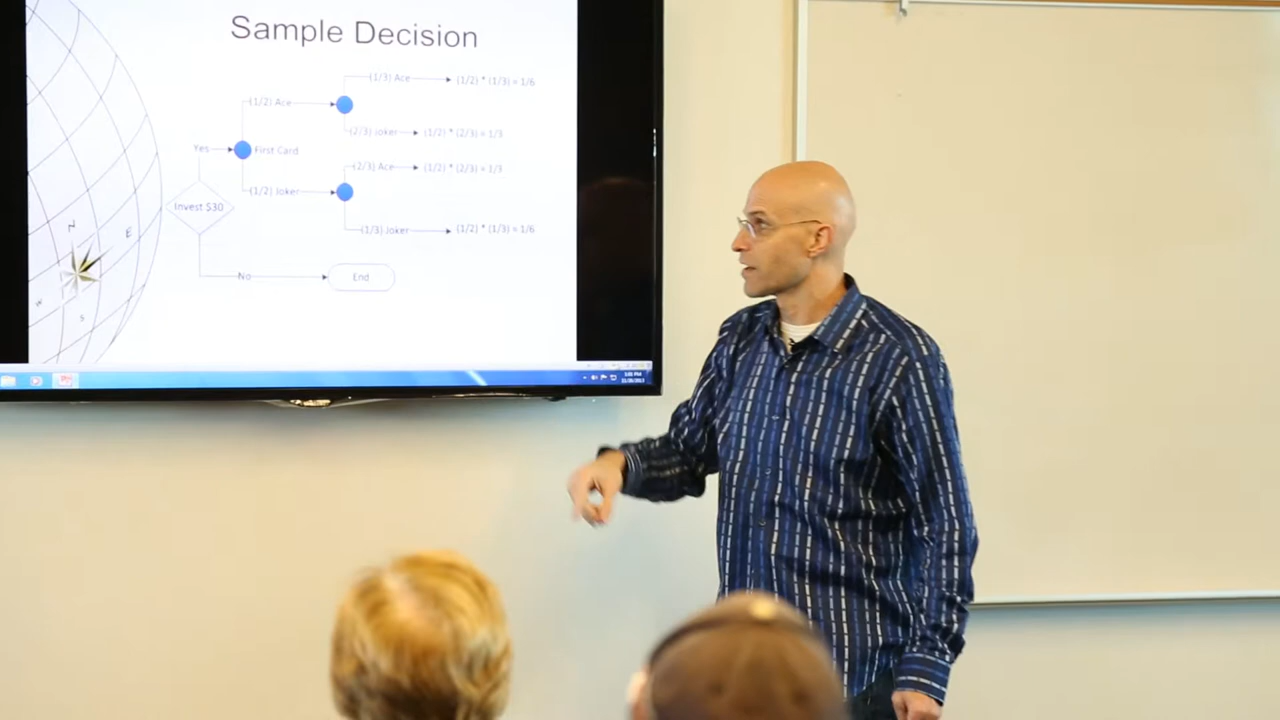 Sample Decision
(1/3) Ace
(1/2) * (1/3) = 1/6
(1/2) Ace
(2/3) Joker
(1/2) * (2/3) = 1/3
Yes
First Card
(2/3) Ace
(1/2) * (2/3) = 1/3
(1/2) Joker
Invest $30
(1/3) Joker
(1/2) * (1/3) = 1/6
No
End
N
E
W
S